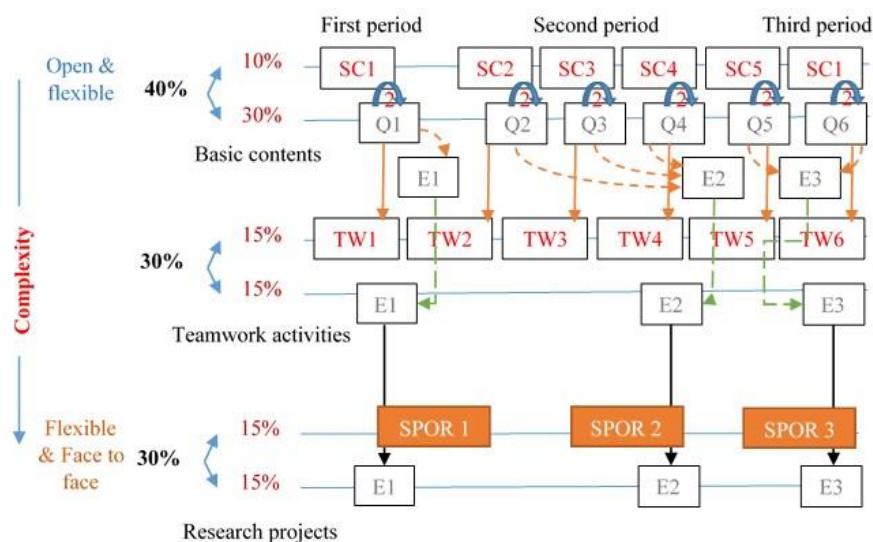 First period Second period Third period
Open & flexible
40%
10%
SC1 SC2 SC3 SC4 SC5 SC1
2 2 2 2 2 2
30%
Q1 Q2 Q3 Q4 Q5 Q6
Basic contents
E1 E2 E3
Complexity
30%
15%
TW1 TW2 TW3 TW4 TW5 TW6
15%
E1 E2 E3
Teamwork activities
Flexible
& Face to
face
30%
15%
SPOR 1 SPOR 2 SPOR 3
15%
E1 E2 E3
Research projects